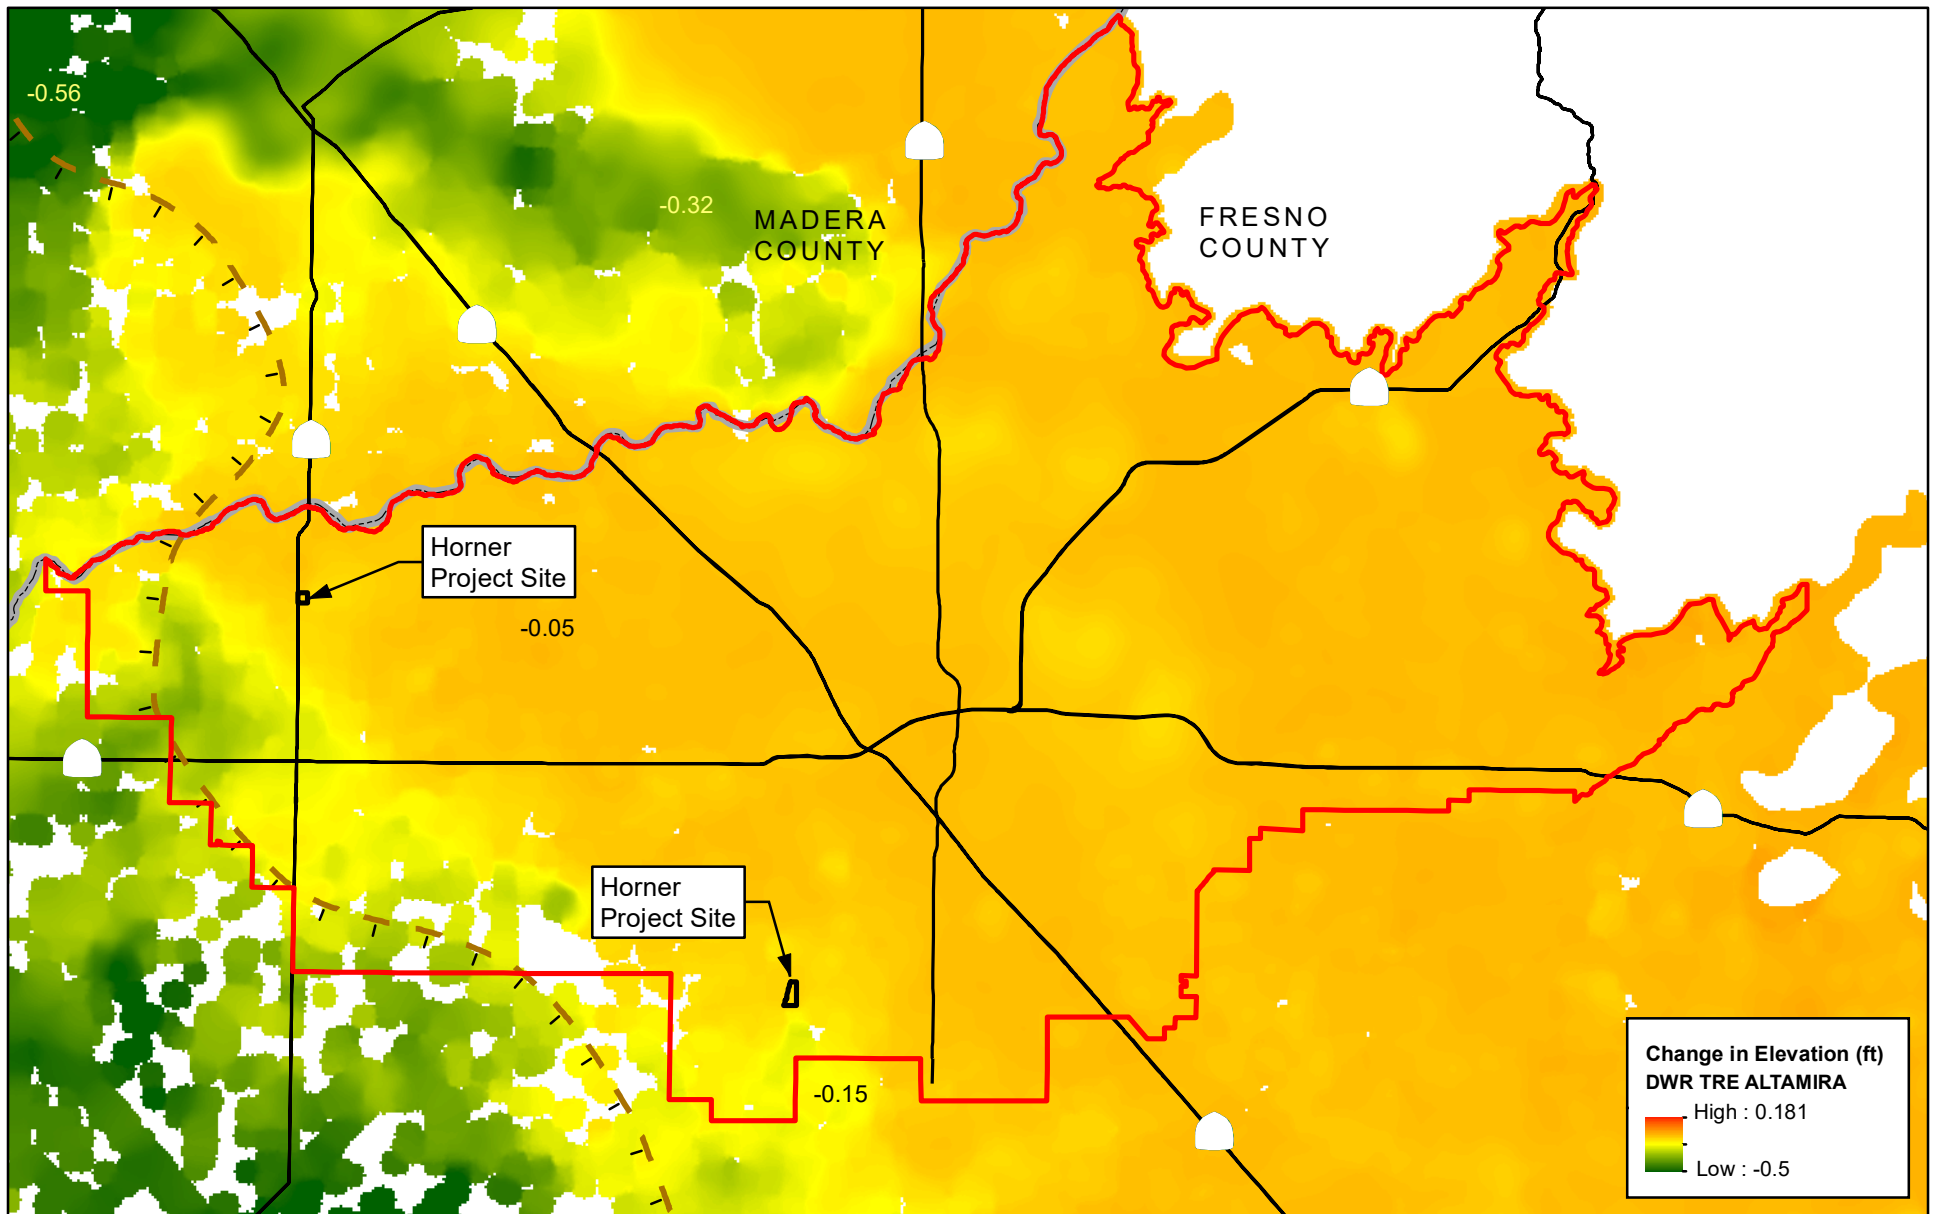 -0.56
-0.32
MADERA
COUNTY
FRESNO
COUNTY
Horner
Project Site
-0.05
Horner
Project Site
-0.15
Change in Elevation (ft)
DWR TRE ALTAMIRA
High : 0.181
Low : -0.5